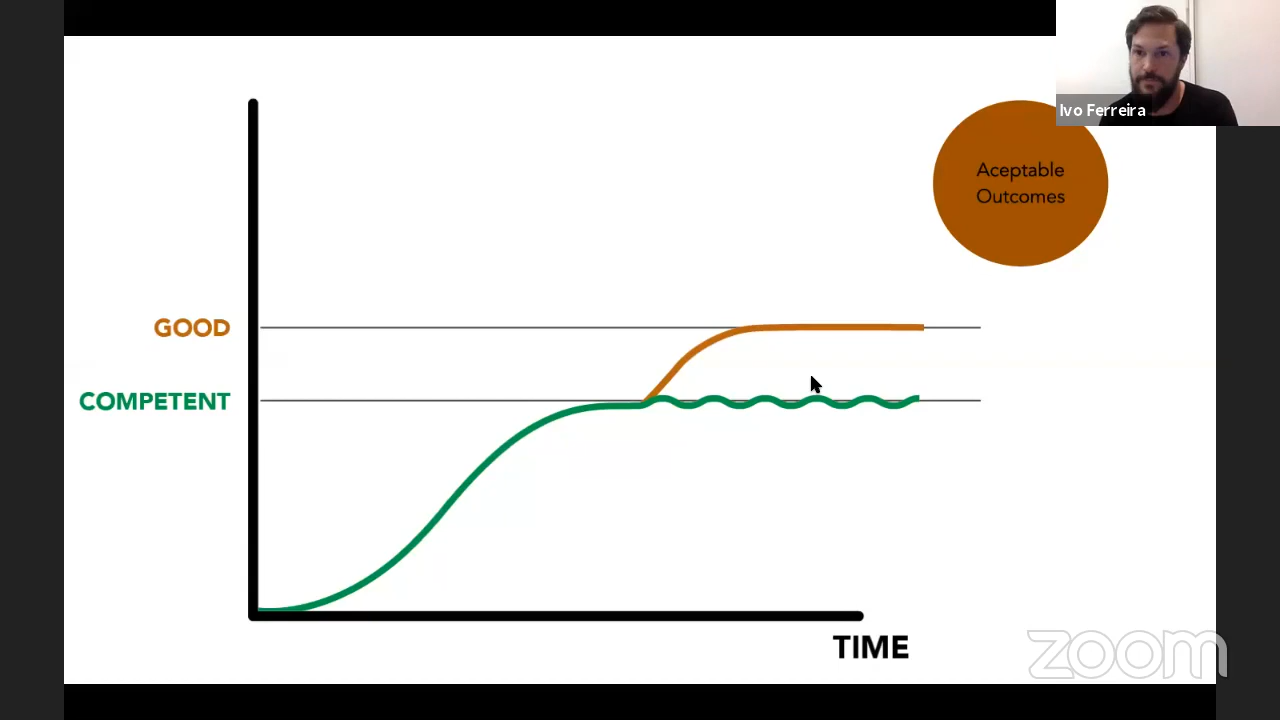 Ivo Ferreira
Aceptable
Outcomes
GOOD
COMPETENT
TIME
zoom